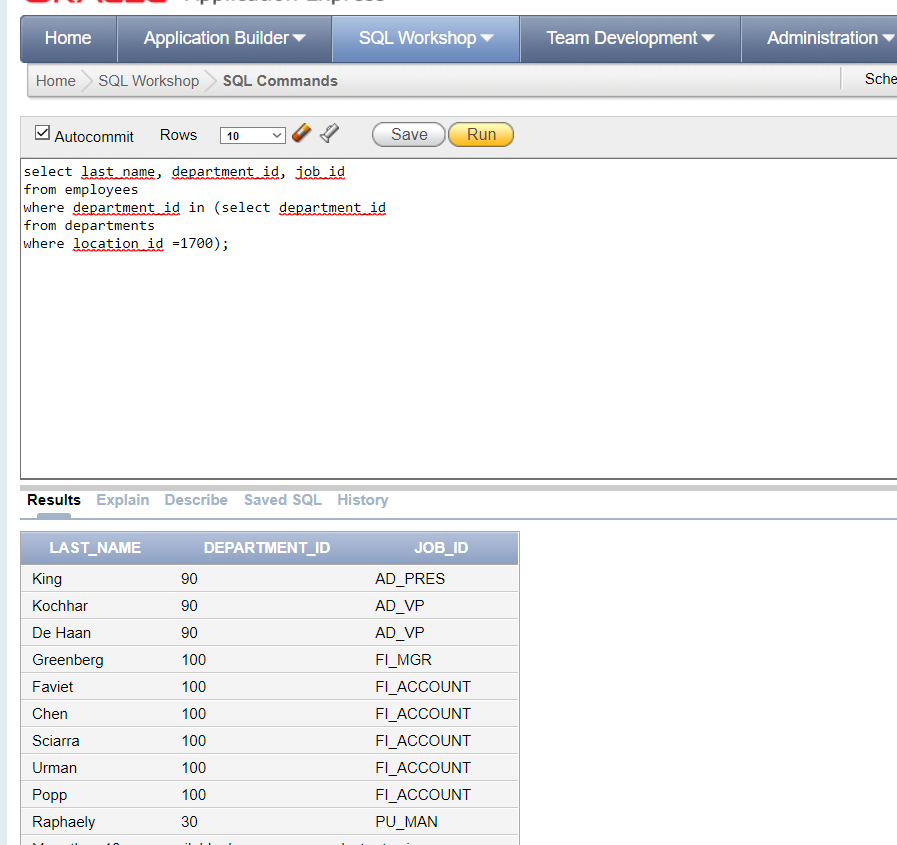 ORACLE Application Express
Home Application Builder SQL Workshop Team Development Administration
Home SQL Workshop SQL Commands Sche
Autocommit Rows 10 Save Run
select last_name, department_id, job_id
from employees
where department_id in (select department_id
from departments
where location_id =1700);
Results Explain Describe Saved SQL History
LAST_NAME DEPARTMENT_ID JOB_ID
King 90 AD_PRES
Kochhar 90 AD_VP
De Haan 90 AD_VP
Greenberg 100 FI_MGR
Faviet 100 FI_ACCOUNT
Chen 100 FI_ACCOUNT
Sciarra 100 FI_ACCOUNT
Urman 100 FI_ACCOUNT
Popp 100 FI_ACCOUNT
Raphaely 30 PU_MAN